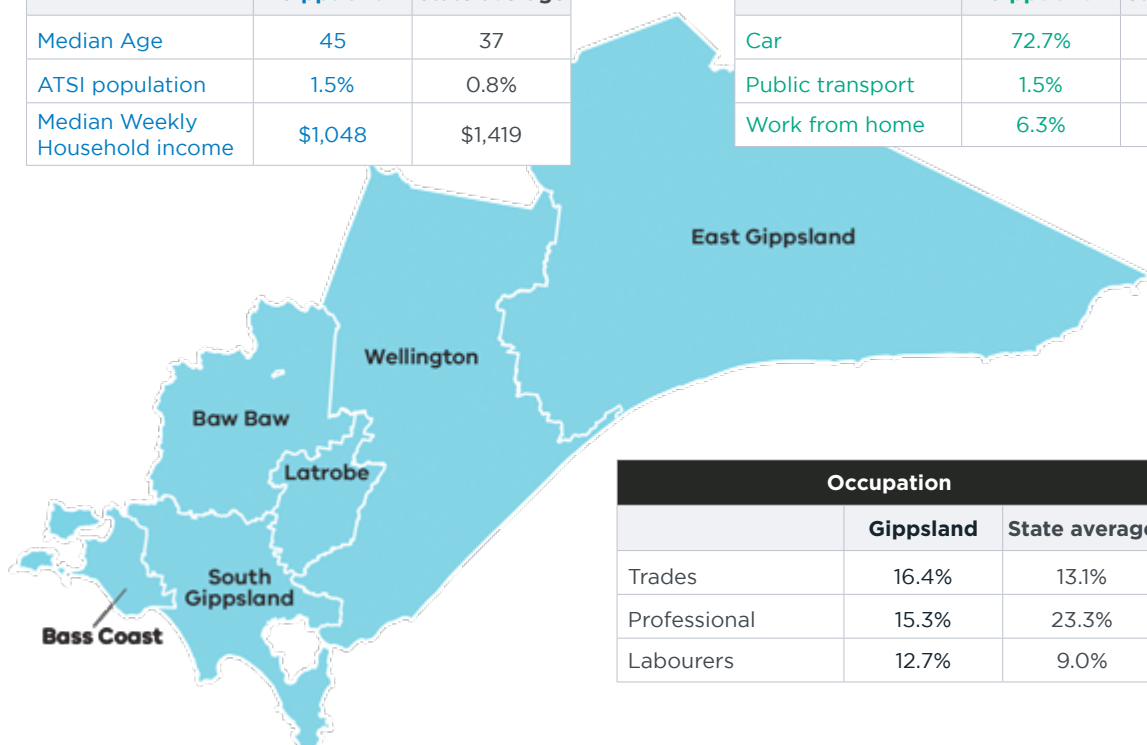 Median Age 45 37
ATSI population 1.5% 0.8%
Median Weekly
Household income $1,048 $1,419
Car 72.7%
Public transport 1.5%
Work from home 6.3%
East Gippsland
Wellington
Baw Baw
Latrobe
South
Gippsland
Bass Coast
Occupation
Gippsland State average
Trades 16.4% 13.1%
Professional 15.3% 23.3%
Labourers 12.7% 9.0%